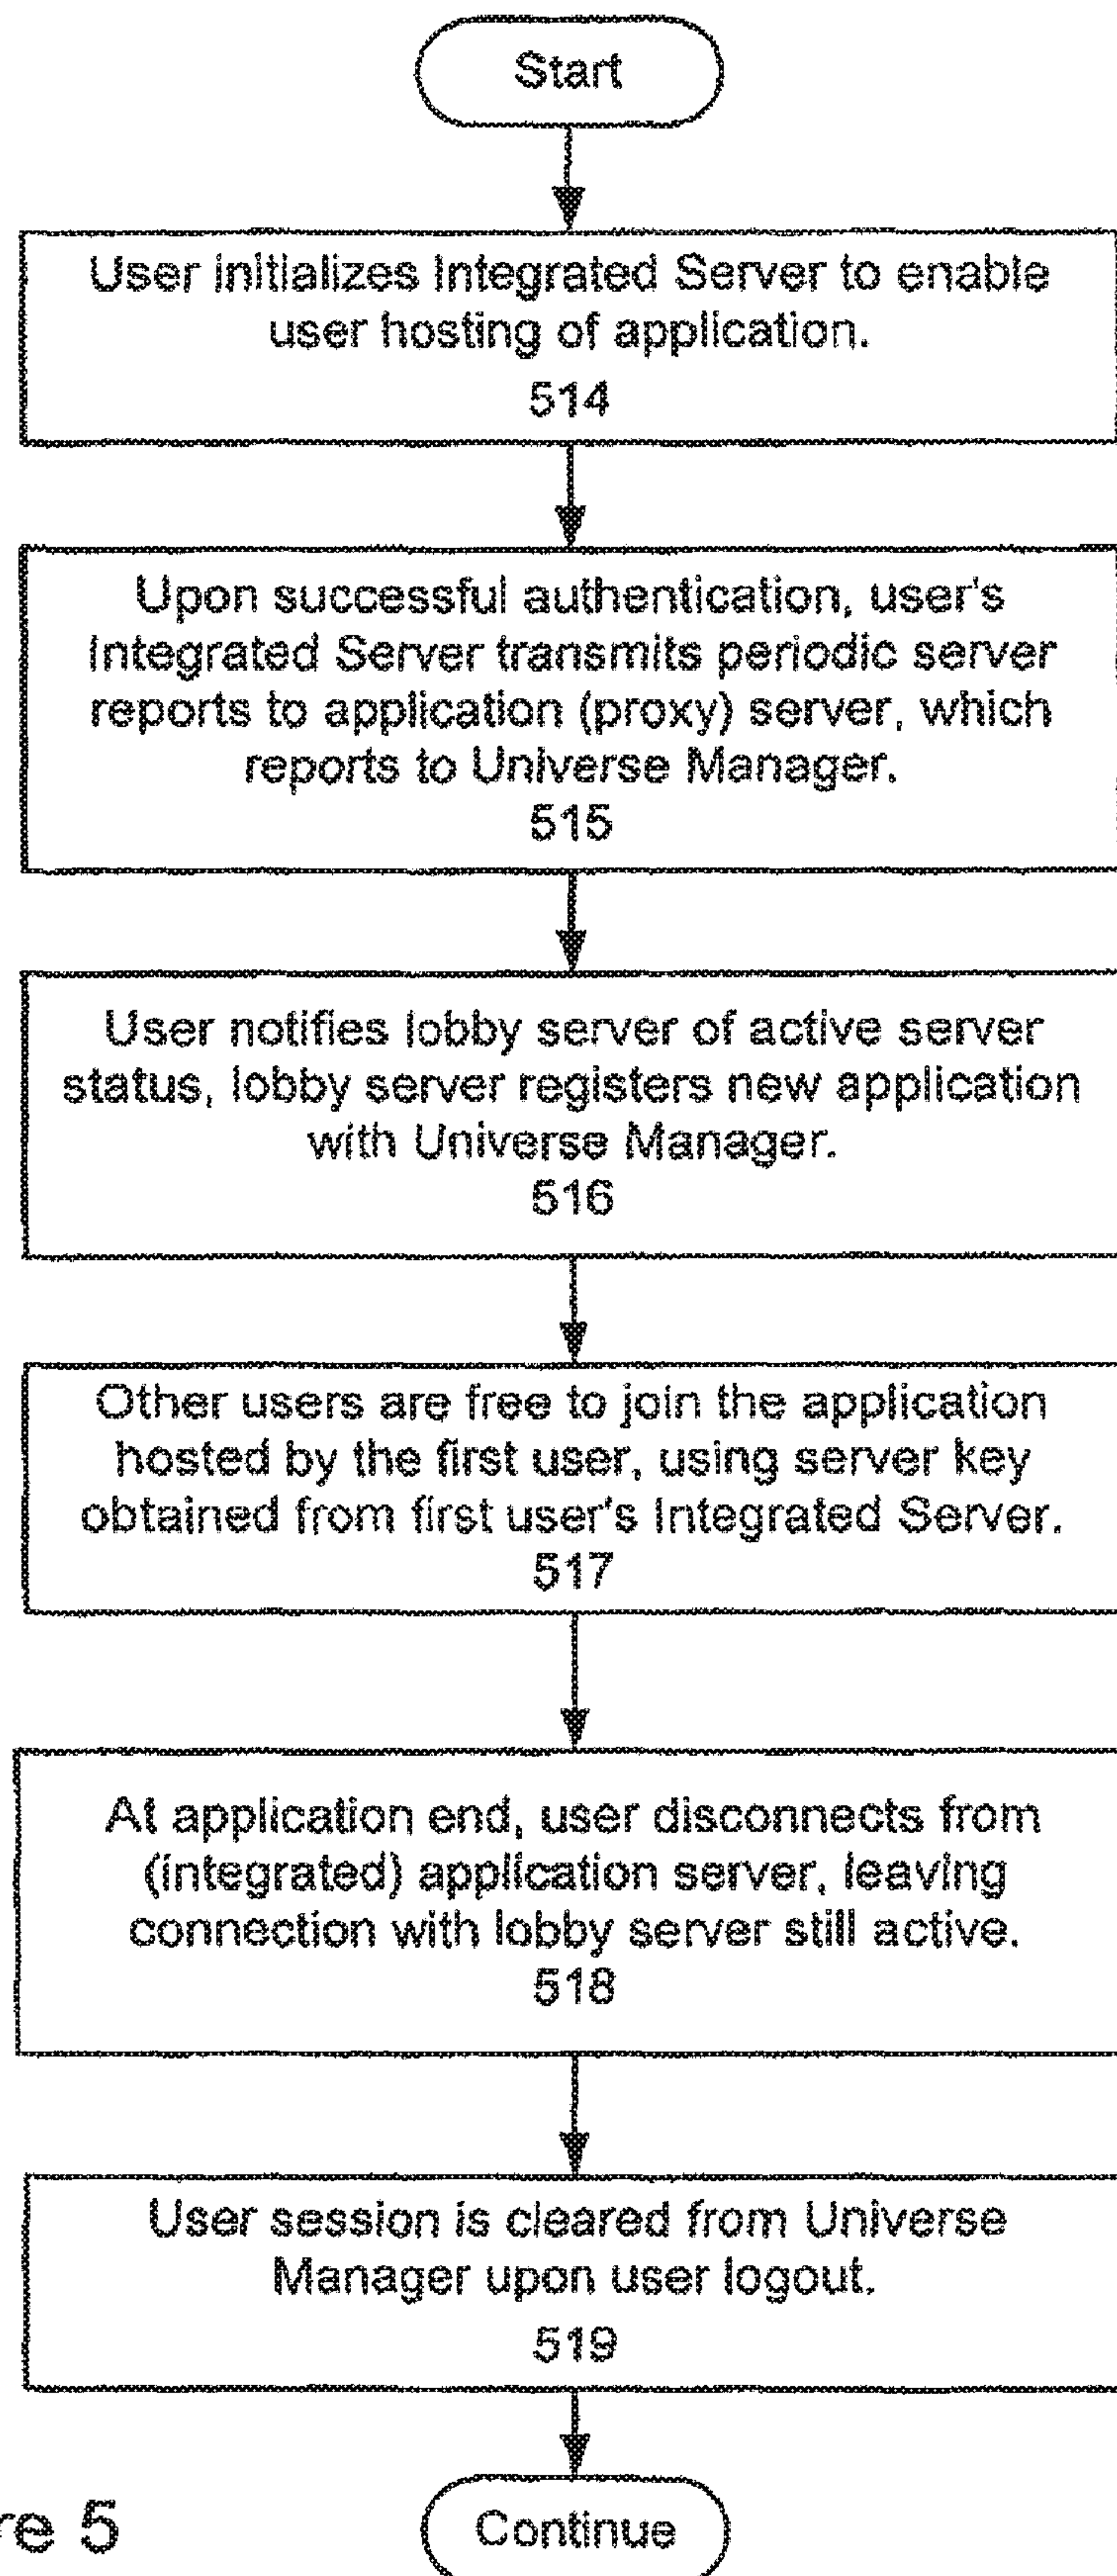 Start
User initializes Integrated Server to enable
user hosting of application.
514
Upon successful authentication, user's
Integrated Server transmits periodic server
reports to application (proxy) server, which
reports to Universe Manager.
515
User notifies lobby server of active server
status, lobby server registers new application
with Universe Manager.
516
Other users are free to join the application
hosted by the first user, using server key
obtained from first user's Integrated Server.
517
At application end, user disconnects from
(integrated) application server, leaving
connection with lobby server still active.
518
User session is cleared from Universe
Manager upon user logout.
519
re 5
Continue